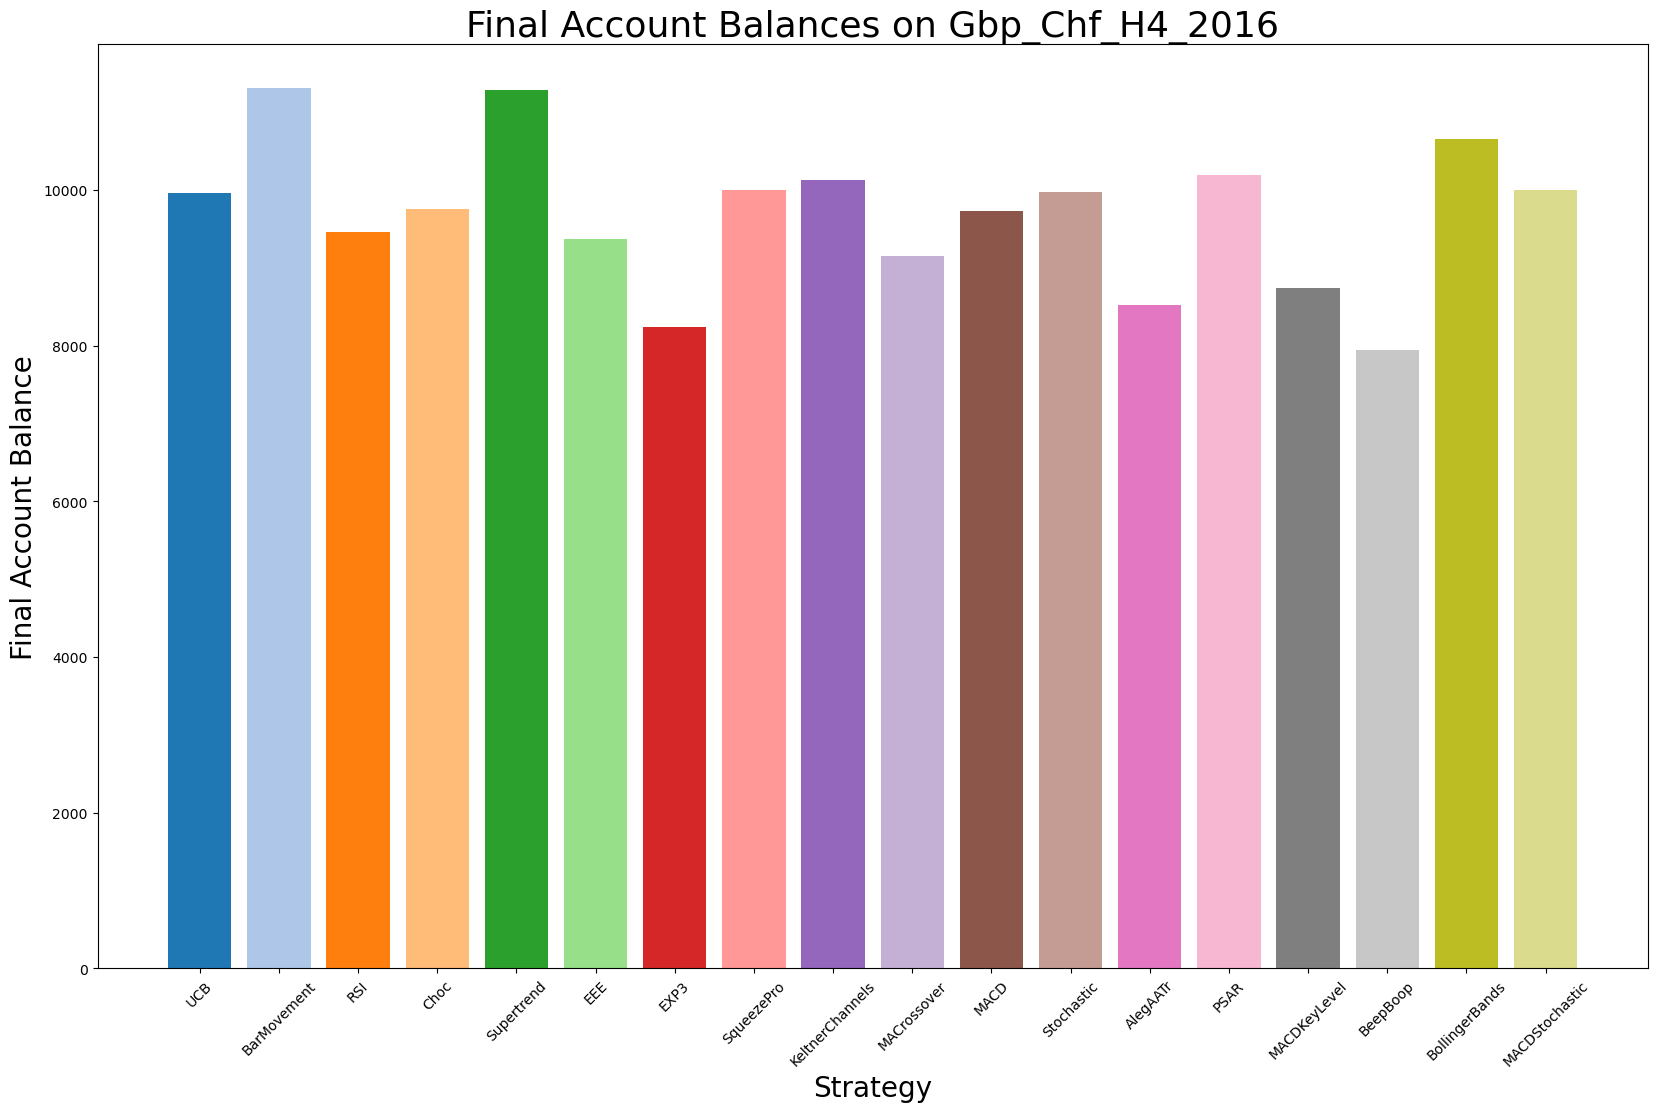 Final Account Balances on Gbp_Chf_H4_2016
Final Account Balance
10000
8000
6000
4000
2000
0
UCB
BarMovement
RSI
Choc
Supertrend
EEE
EXP3
SqueezePro
KeltnerChannels
MACrossover
MACD
Stochastic
AlegAATr
PSAR
MACDKeyLevel
BeepBoop
BollingerBands
MACDStochastic
Strategy